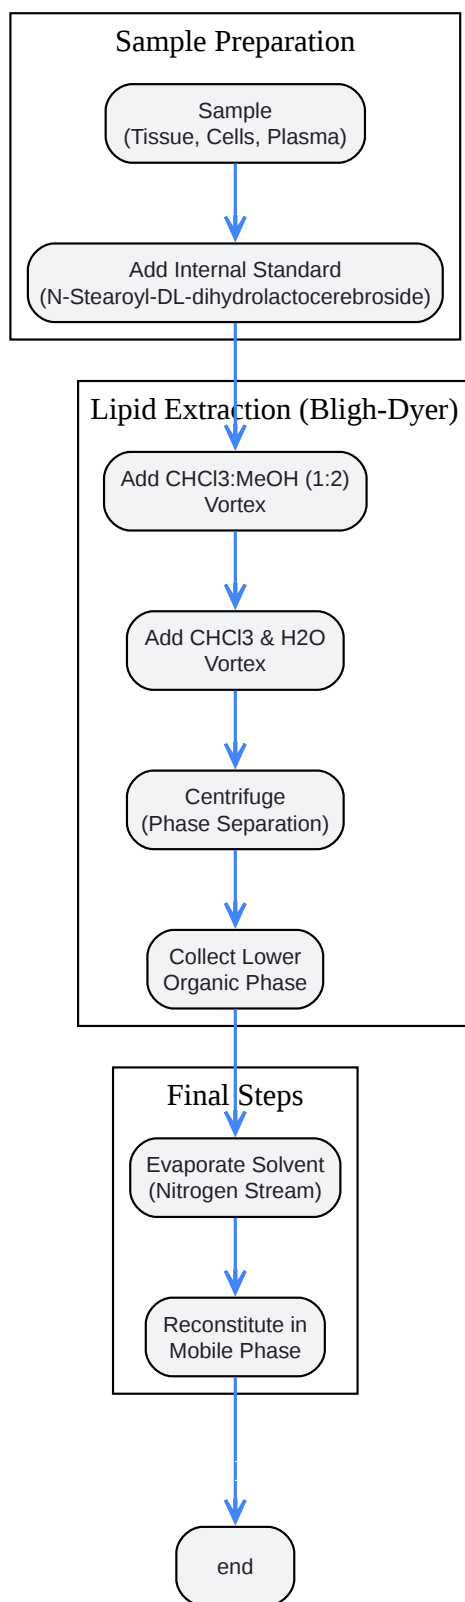 Sample Preparation
Sample
(Tissue, Cells, Plasma)
Add Internal Standard
(N-Stearoyl-DL-dihydrolactocerebroside)
Lipid Extraction (Bligh-Dyer)
Add CHCl3:MeOH (1:2)
Vortex
Add CHCl3 & H2O
Vortex
Centrifuge
(Phase Separation)
Collect Lower
Organic Phase
Final Steps
Evaporate Solvent
(Nitrogen Stream)
Reconstitute in
Mobile Phase
end